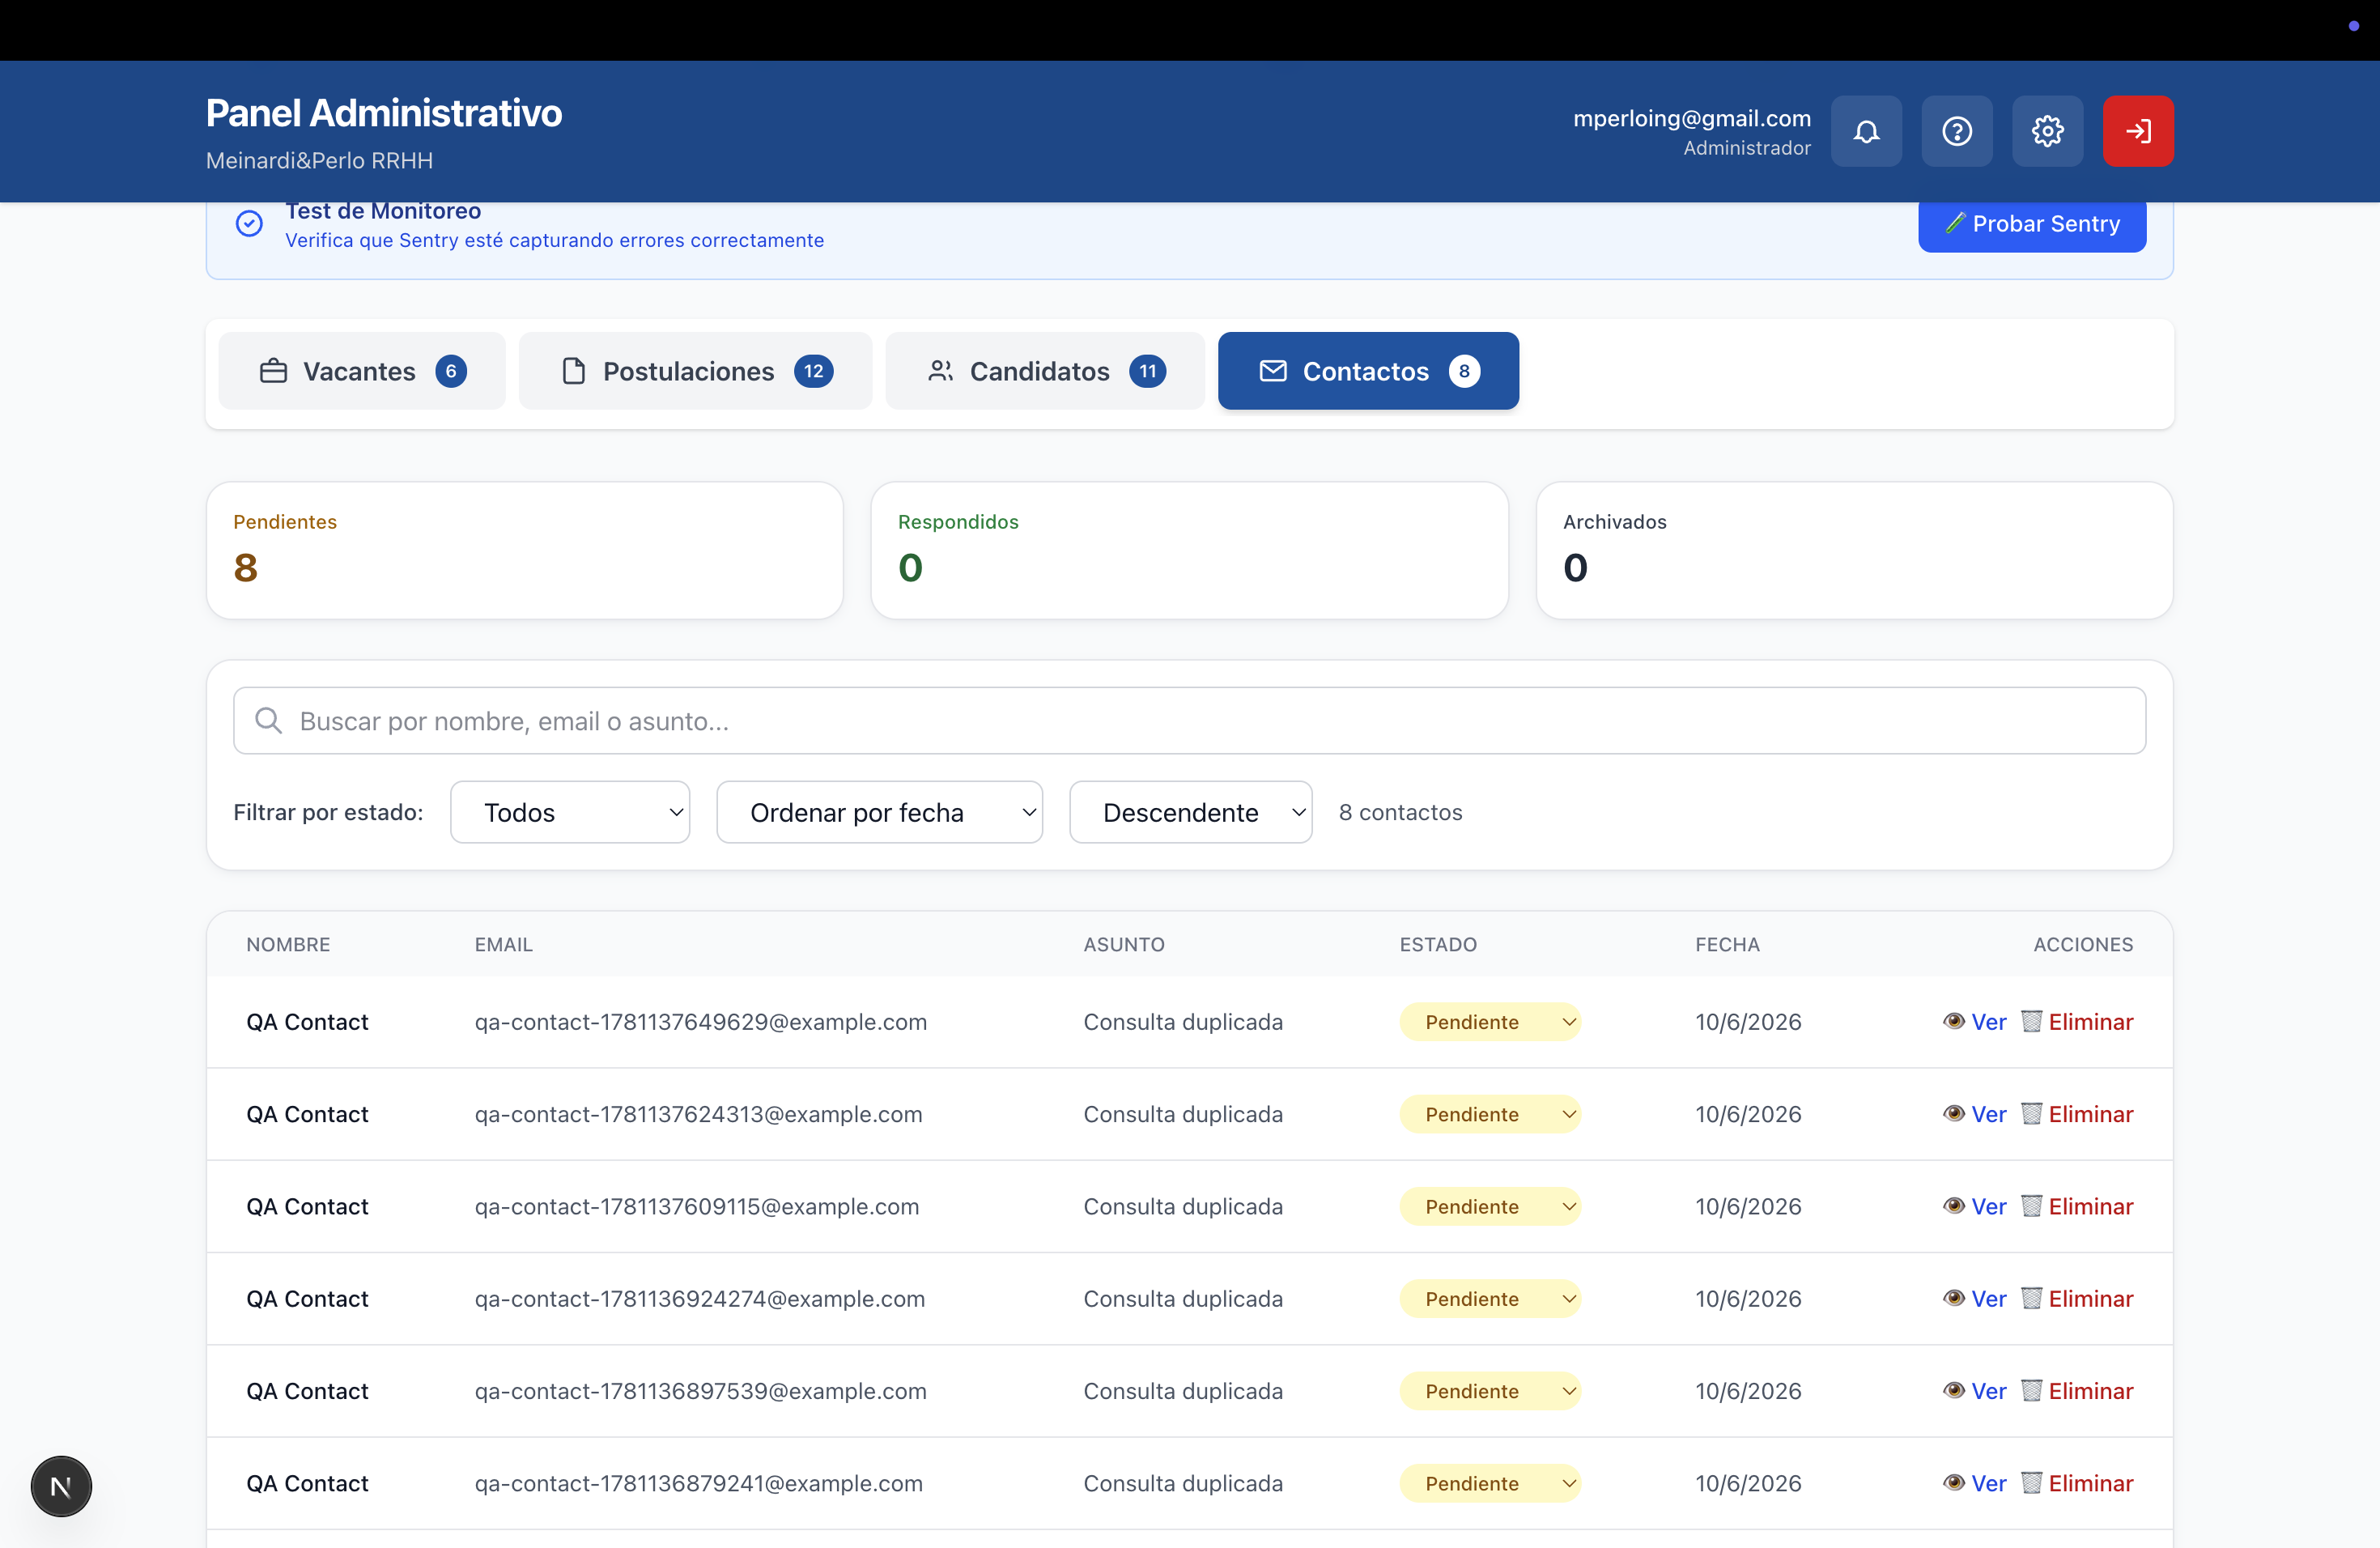 Panel Administrativo
Meinardi&Perlo RRHH
mperloing@gmail.com
Administrador
Test de Monitoreo
Verifica que Sentry esté capturando errores correctamente
Probar Sentry
Vacantes 6
Postulaciones 12
Candidatos 11
Contactos 8
Pendientes
8
Respondidos
0
Archivados
0
Buscar por nombre, email o asunto...
Filtrar por estado: Todos Ordenar por fecha Descendente 8 contactos
NOMBRE EMAIL ASUNTO ESTADO FECHA ACCIONES
QA Contact qa-contact-1781137649629@example.com Consulta duplicada Pendiente 10/6/2026 Ver Eliminar
QA Contact qa-contact-1781137624313@example.com Consulta duplicada Pendiente 10/6/2026 Ver Eliminar
QA Contact qa-contact-1781137609115@example.com Consulta duplicada Pendiente 10/6/2026 Ver Eliminar
QA Contact qa-contact-1781136924274@example.com Consulta duplicada Pendiente 10/6/2026 Ver Eliminar
QA Contact qa-contact-1781136897539@example.com Consulta duplicada Pendiente 10/6/2026 Ver Eliminar
QA Contact qa-contact-1781136879241@example.com Consulta duplicada Pendiente 10/6/2026 Ver Eliminar
N